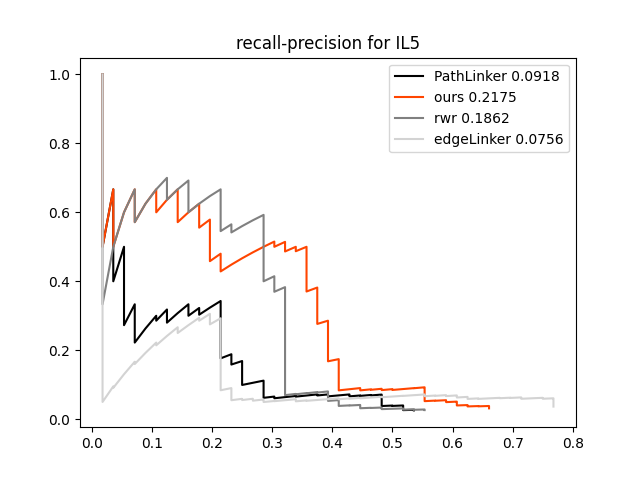 recall-precision for IL5
PathLinker 0.0918
ours 0.2175
rwr 0.1862
edgeLinker 0.0756
1.0
0.8
0.6
0.4
0.2
0.0
0.0 0.1 0.2 0.3 0.4 0.5 0.6 0.7 0.8